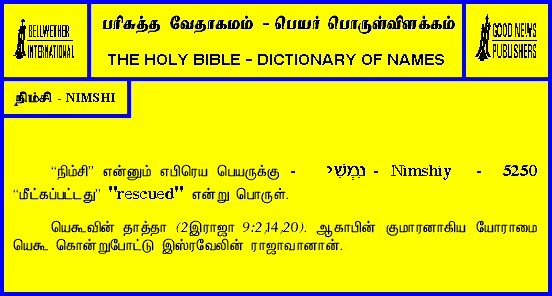 BELLWETHER
INTERNATIONAL
பரிசுத்த வேதாகமம் - பெயர் பொருள்விளக்கம்
THE HOLY BIBLE - DICTIONARY OF NAMES
GOOD NEWS
PUBLISHERS
நிம்சி - NIMSHI
“நிம்சி” என்னும் எபிரெய பெயருக்கு - נִמְשִׁי - Nimshiy - 5250
“மீட்கப்பட்டது” "rescued" என்று பொருள்.
யெகூவின் தாத்தா (2இராஜா 9:2,14,20). ஆகாபின் குமாரனாகிய யோராமை
யெகூ கொன்றுபோட்டு இஸ்ரவேலின் ராஜாவானான்.